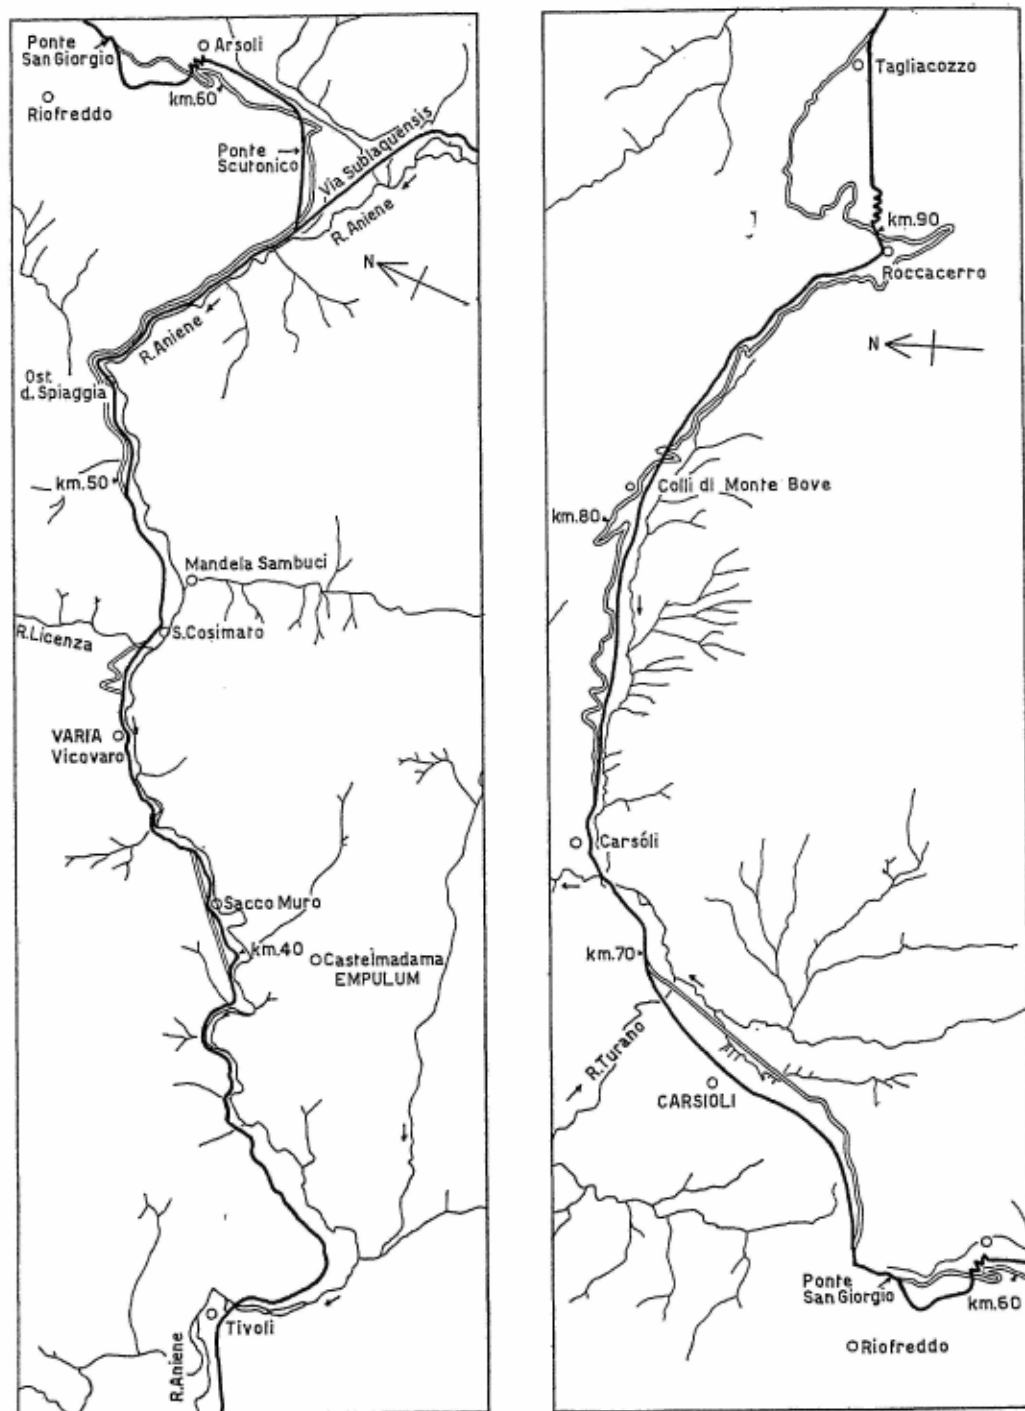 Ponte
San Giorgio
Arsoli
Riofreddo
km.60
Ponte
Scutonico
Via Sublaquensis
R. Aniene
N
R. Aniene
Ost.
d. Spiaggia
km.50
Mandela Sambuci
R. Licenza
S. Cosimato
VARIA
Vicovaro
Sacco Muro
km.40
Castelmadama
EMPULUM
Tivoli
R. Aniene
Tagliacozzo
km.90
Roccacerro
N
Colli di Monte Bove
km.80
Carsóli
km.70
R. Turano
CARSIOLI
Ponte
San Giorgio
km.60
Riofreddo